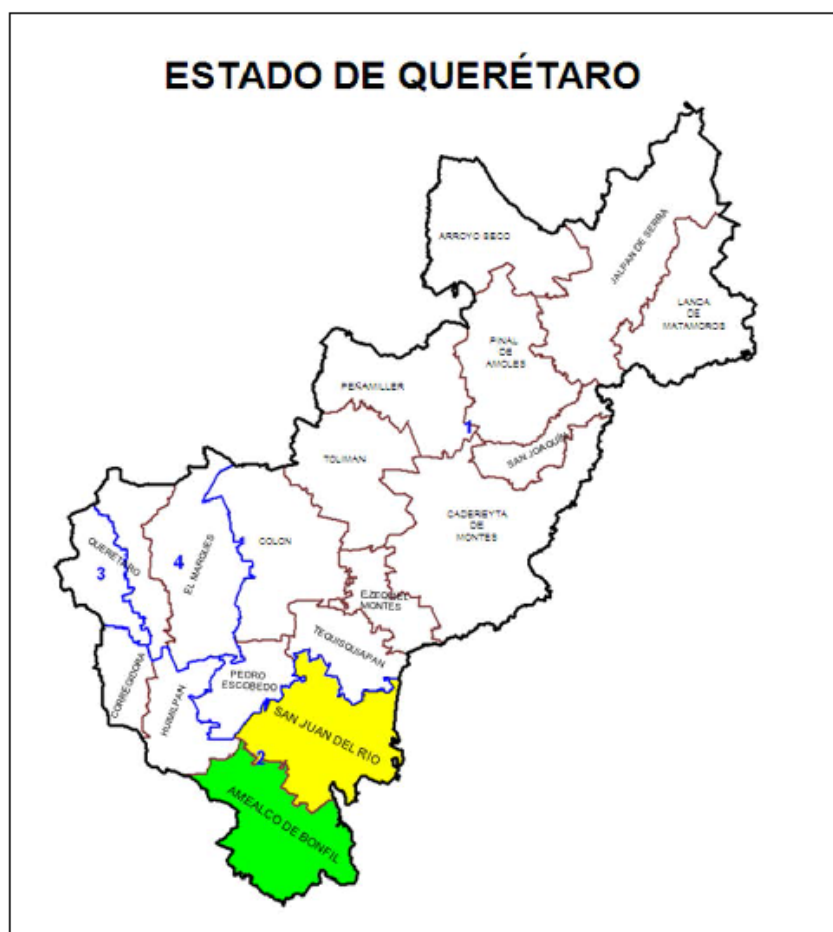 ESTADO DE QUERÉTARO
ARROYO SECO
JALPAN DE SERRA
LANDA
DE
MATAMOROS
PINAL
DE
AMOLES
PEÑAMILLER
1
SAN JOAQUÍN
TOLIMAN
CADEREYTA
DE
MONTES
QUERETARO
3
4
EL MARQUES
COLON
EZEQUIEL
MONTES
TEQUISQUIAPAN
CORREGIDORA
HUMILPAN
PEDRO
ESCOBEDO
SAN JUAN DEL RIO
2
AMEALCO DE BONFIL